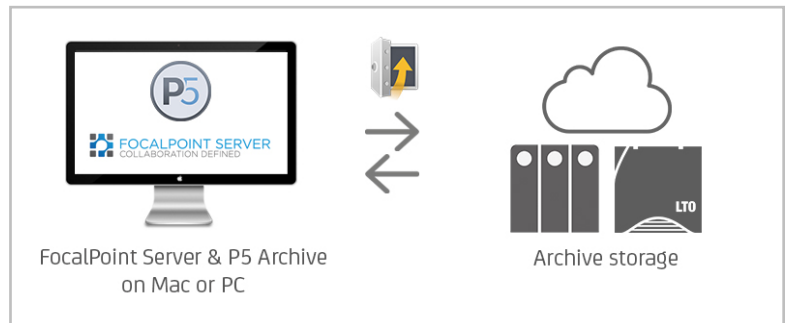 P5
FOCALPOINT SERVER
COLLABORATION DEFINED
LTO
FocalPoint Server & P5 Archive
on Mac or PC
Archive storage